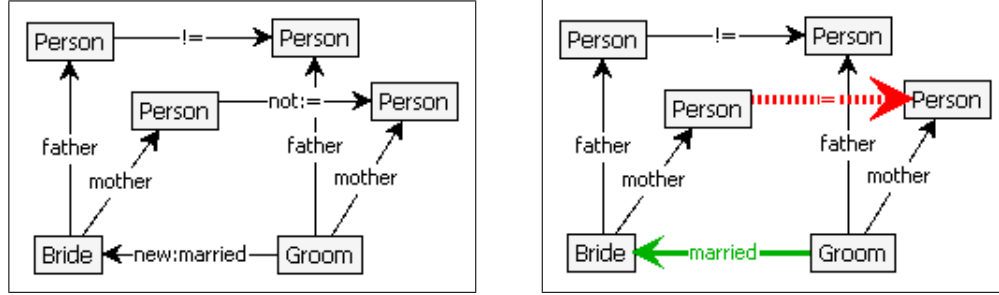 Person
!=
Person
Person
not:=
Person
father
father
mother
mother
Bride
new:married
Groom
Person
!=
Person
Person
=
Person
father
father
mother
mother
Bride
married
Groom